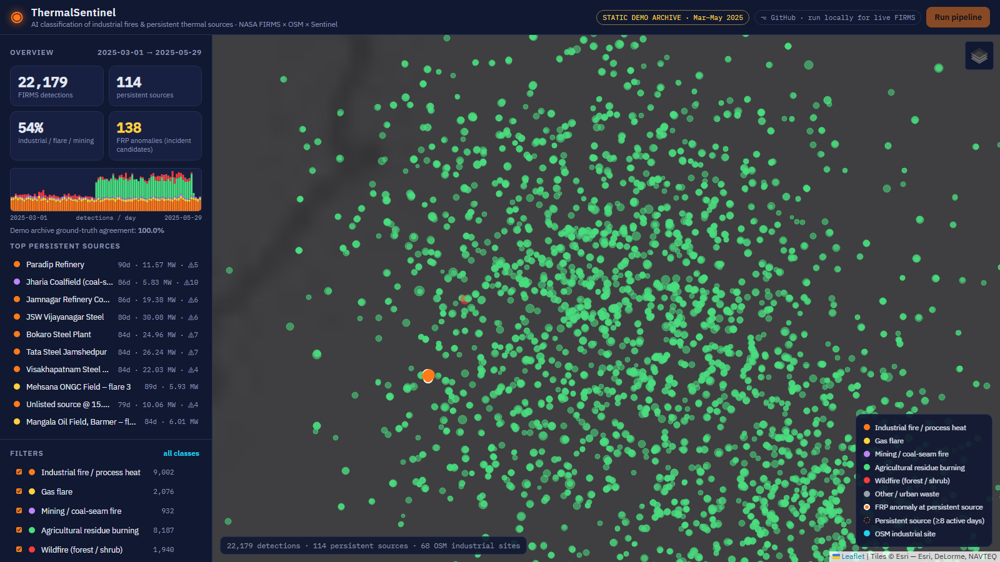 ThermalSentinel
AI classification of industrial fires & persistent thermal sources · NASA FIRMS × OSM × Sentinel
STATIC DEMO ARCHIVE · Mar–May 2025
⌥ GitHub · run locally for live FIRMS
Run pipeline
OVERVIEW
2025-03-01 → 2025-05-29
22,179
FIRMS detections
114
persistent sources
54%
industrial / flare / mining
138
FRP anomalies (incident candidates)
2025-03-01
detections / day
2025-05-29
Demo archive ground-truth agreement: 100.0%
TOP PERSISTENT SOURCES
Paradip Refinery 90d · 11.57 MW · ⚠5
Jharia Coalfield (coal-s... 86d · 5.83 MW · ⚠10
Jamnagar Refinery Co... 86d · 19.38 MW · ⚠6
JSW Vijayanagar Steel 80d · 30.08 MW · ⚠6
Bokaro Steel Plant 84d · 24.96 MW · ⚠7
Tata Steel Jamshedpur 84d · 26.24 MW · ⚠7
Visakhapatnam Steel ... 84d · 22.03 MW · ⚠4
Mehsana ONGC Field – flare 3 89d · 5.93 MW
Unlisted source @ 15.... 79d · 10.06 MW · ⚠4
Mangala Oil Field, Barmer – fl... 84d · 6.01 MW
FILTERS
all classes
Industrial fire / process heat 9,002
Gas flare 2,076
Mining / coal-seam fire 932
Agricultural residue burning 8,187
Wildfire (forest / shrub) 1,940
22,179 detections · 114 persistent sources · 68 OSM industrial sites
Industrial fire / process heat
Gas flare
Mining / coal-seam fire
Agricultural residue burning
Wildfire (forest / shrub)
Other / urban waste
FRP anomaly at persistent source
Persistent source (≥8 active days)
OSM industrial site
Leaflet | Tiles © Esri — Esri, DeLorme, NAVTEQ